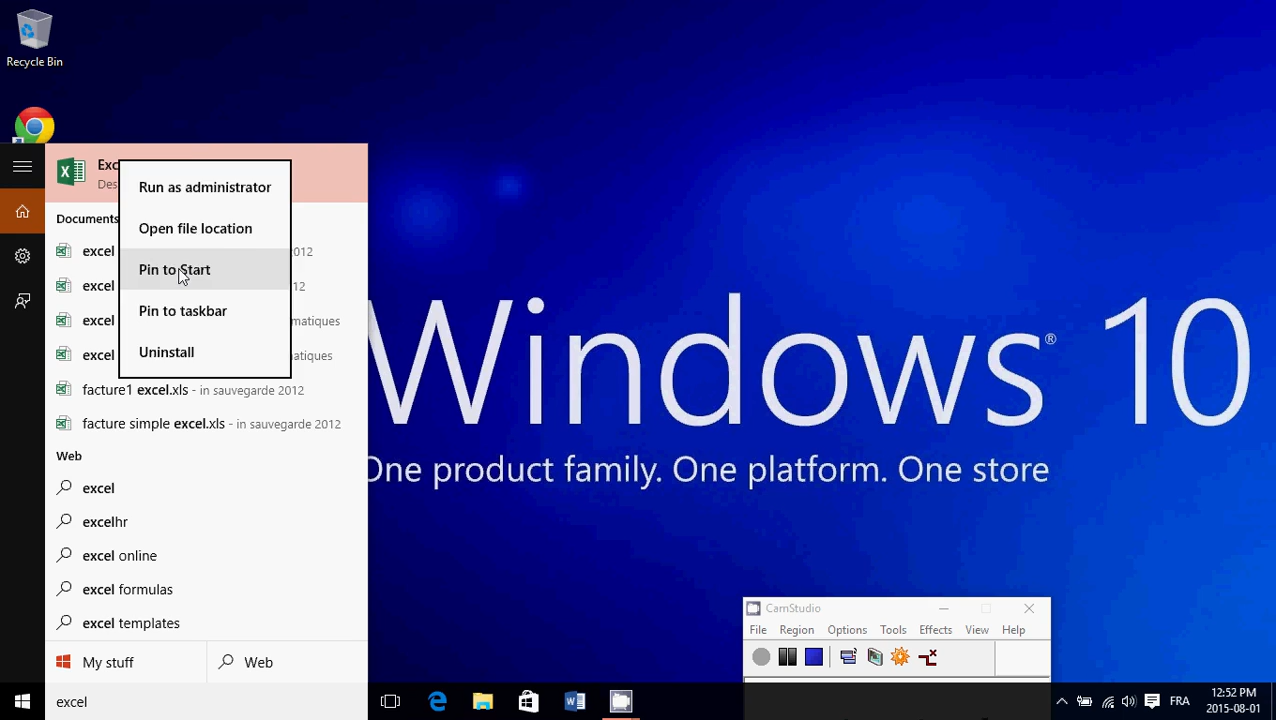 Recycle Bin
Exc
Des
Run as administrator
Open file location
Pin to Start
Pin to taskbar
Uninstall
Documents
excel 2012
excel 12
excel matiques
excel natiques
facture1 excel.xls - in sauvegarde 2012
facture simple excel.xls - in sauvegarde 2012
Web
excel
excelhr
excel online
excel formulas
excel templates
My stuff
Web
excel
Windows® 10
One product family. One platform. One store
CamStudio
File Region Options Tools Effects View Help
FRA
12:52 PM
2015-08-01